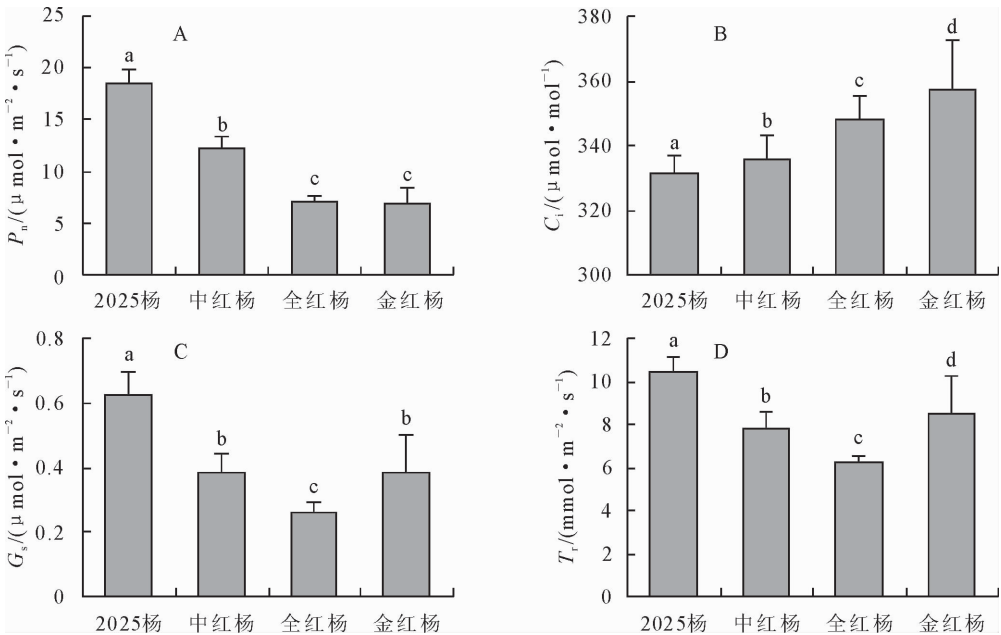 A
P_n/(μmol·m⁻²·s⁻¹)
25
20
15
10
5
0
a
b
c
c
2025杨 中红杨 全红杨 金红杨
B
C_i/(μmol·mol⁻¹)
380
360
340
320
300
a
b
c
d
2025杨 中红杨 全红杨 金红杨
C
G_s/(μmol·m⁻²·s⁻¹)
0.8
0.6
0.4
0.2
0
a
b
c
b
2025杨 中红杨 全红杨 金红杨
D
T_r/(mmol·m⁻²·s⁻¹)
12
10
8
6
4
2
0
a
b
c
d
2025杨 中红杨 全红杨 金红杨